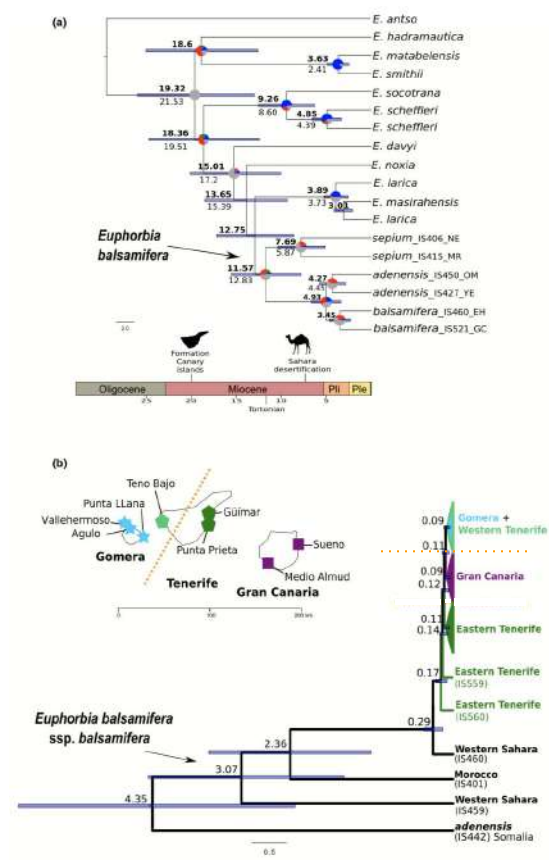 (a)
E. antso
E. hadramautica
E. matabelensis
E. smithii
E. socotrana
E. scheffleri
E. scheffleri
E. davyi
E. noxia
E. larica
E. masirahensis
E. larica
sepium_IS406_NE
sepium_IS415_MR
adenensis_IS450_OM
adenensis_IS427_YE
balsamifera_IS460_EH
balsamifera_IS521_GC
18.6
3.63
2.41
19.32
21.53
9.26
8.60
4.85
4.39
18.36
19.51
15.01
17.2
13.65
15.39
3.89
3.73
3.01
12.75
7.69
5.87
11.57
12.83
4.27
4.45
4.93
3.45
Euphorbia
balsamifera
10
Formation
Canary
islands
Sahara
desertification
Oligocene
Miocene
Pli
Ple
25
20
15
10
5
Tortonian
(b)
Teno Bajo
Punta LLana
Vallehermoso
Agulo
Gomera
Güímar
Punta Prieta
Tenerife
Sueno
Medio Almud
Gran Canaria
0
100
200 kms
0.09
0.11
0.09
0.12
0.11
0.14
0.17
0.29
2.36
3.07
4.35
Gomera +
Western Tenerife
Gran Canaria
Eastern Tenerife
Eastern Tenerife
(IS559)
Eastern Tenerife
(IS560)
Western Sahara
(IS460)
Morocco
(IS401)
Western Sahara
(IS459)
adenensis
(IS442) Somalia
Euphorbia balsamifera
ssp. balsamifera
0.5